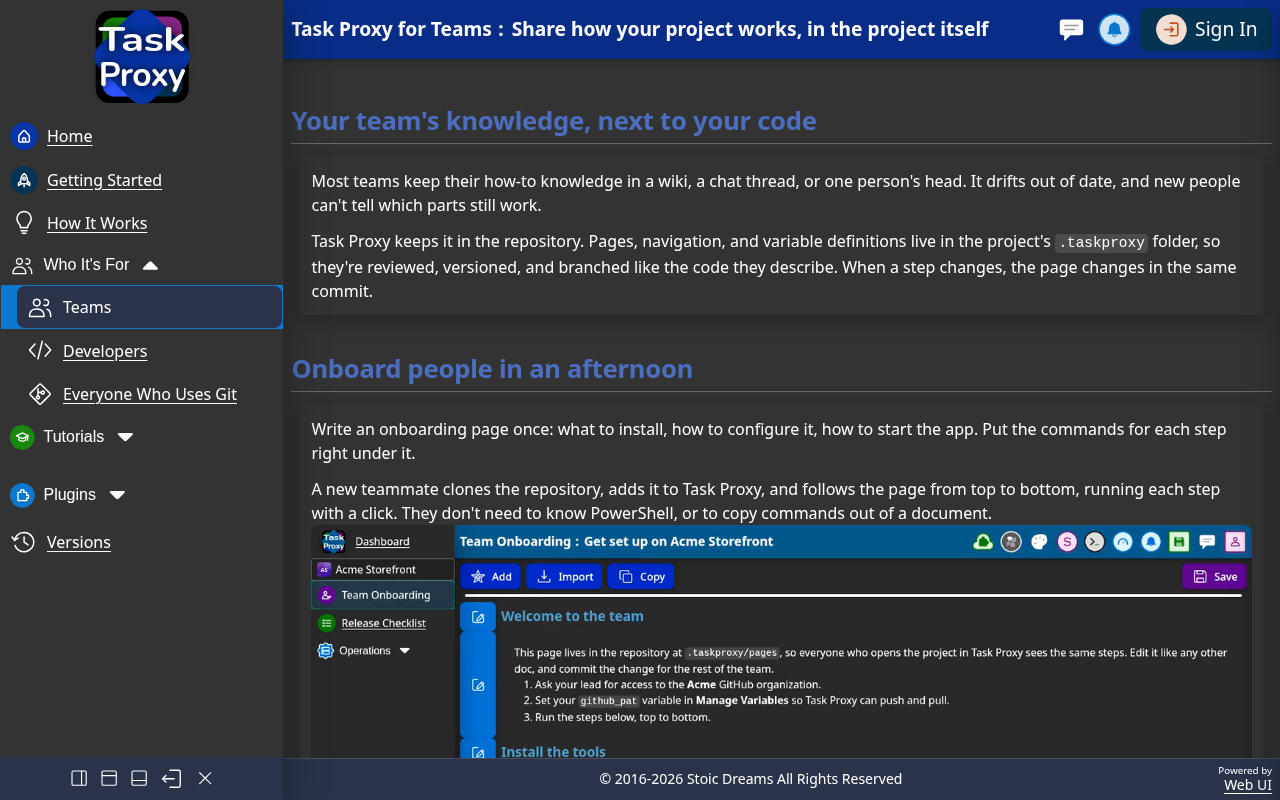 Task Proxy
Home
Getting Started
How It Works
Who It's For
Teams
Developers
Everyone Who Uses Git
Tutorials
Plugins
Versions
Task Proxy for Teams : Share how your project works, in the project itself
Sign In
Your team's knowledge, next to your code
Most teams keep their how-to knowledge in a wiki, a chat thread, or one person's head. It drifts out of date, and new people
can't tell which parts still work.
Task Proxy keeps it in the repository. Pages, navigation, and variable definitions live in the project's .taskproxy folder, so
they're reviewed, versioned, and branched like the code they describe. When a step changes, the page changes in the same
commit.
Onboard people in an afternoon
Write an onboarding page once: what to install, how to configure it, how to start the app. Put the commands for each step
right under it.
A new teammate clones the repository, adds it to Task Proxy, and follows the page from top to bottom, running each step
with a click. They don't need to know PowerShell, or to copy commands out of a document.
Task Proxy
Dashboard
AS Acme Storefront
Team Onboarding
Release Checklist
Operations
Team Onboarding : Get set up on Acme Storefront
S
Add
Import
Copy
Save
Welcome to the team
This page lives in the repository at .taskproxy/pages, so everyone who opens the project in Task Proxy sees the same steps. Edit it like any other
doc, and commit the change for the rest of the team.
1. Ask your lead for access to the Acme GitHub organization.
2. Set your github_pat variable in Manage Variables so Task Proxy can push and pull.
3. Run the steps below, top to bottom.
Install the tools
© 2016-2026 Stoic Dreams All Rights Reserved
Powered by
Web UI